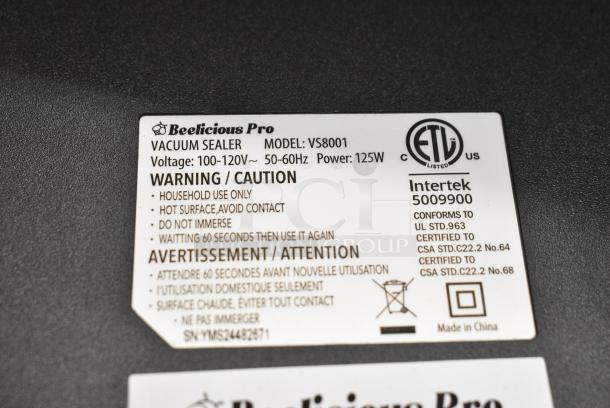 Beelicious Pro
VACUUM SEALER MODEL: VS8001
Voltage: 100-120V~ 50-60Hz Power: 125W
WARNING / CAUTION
· HOUSEHOLD USE ONLY
· HOT SURFACE,AVOID CONTACT
· DO NOT IMMERSE
· WAITTING 60 SECONDS THEN USE IT AGAIN
AVERTISSEMENT / ATTENTION
· ATTENDRE 60 SECONDES AVANT NOUVELLE UTILISATION
· I'UTILISATION DOMESTIQUE SEULEMENT
· SURFACE CHAUDE, ÉVITER TOUT CONTACT
· NE PAS IMMERGER
SN:YMS24482671
C ETL US
LISTED
Intertek
5009900
CONFORMS TO
UL STD.963
CERTIFIED TO
CSA STD.C22.2 No.64
CERTIFIED TO
CSA STD.C22.2 No.68
Made in China
GROUP
Beelicious Pro